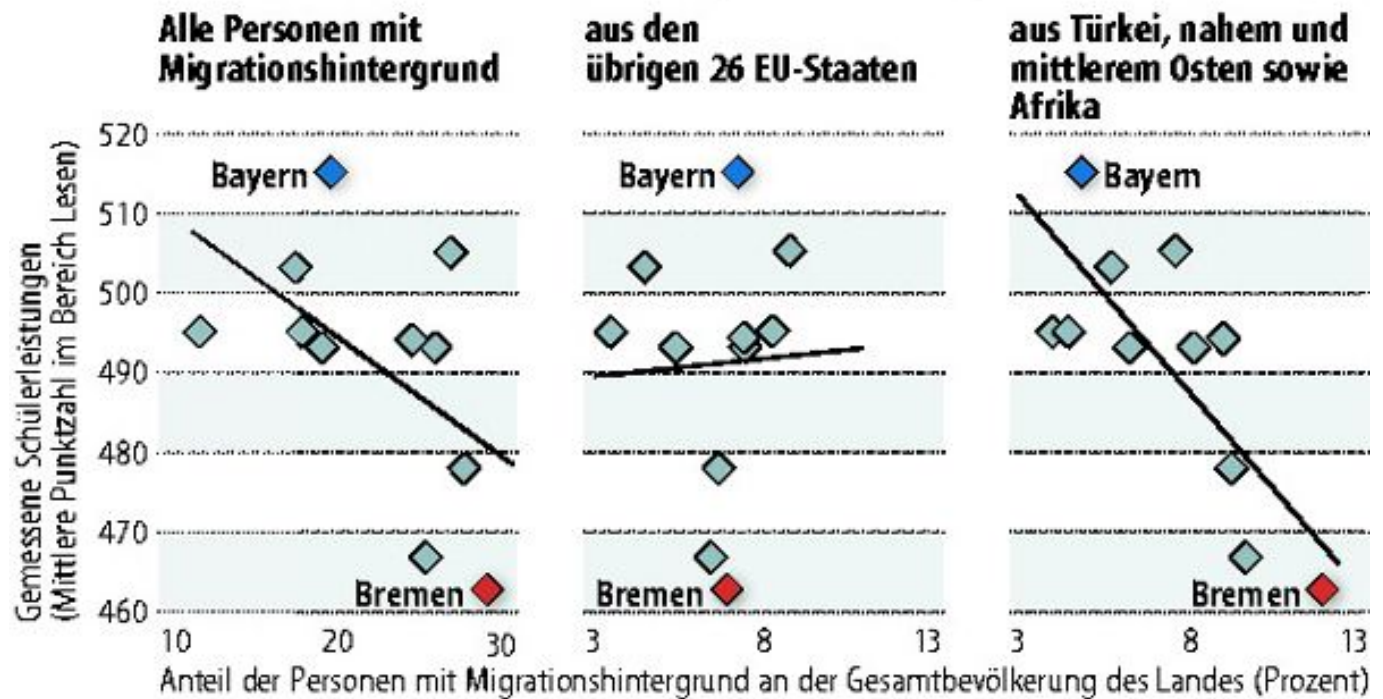 Alle Personen mit
Migrationshintergrund
aus den
übrigen 26 EU-Staaten
aus Türkei, nahem und
mittlerem Osten sowie
Afrika
Gemessene Schülerleistungen
(Mittlere Punktzahl im Bereich Lesen)
520
510
500
490
480
470
460
Bayern
Bremen
10 20 30
Bayern
Bremen
3 8 13
Bayern
Bremen
3 8 13
Anteil der Personen mit Migrationshintergrund an der Gesamtbevölkerung des Landes (Prozent)